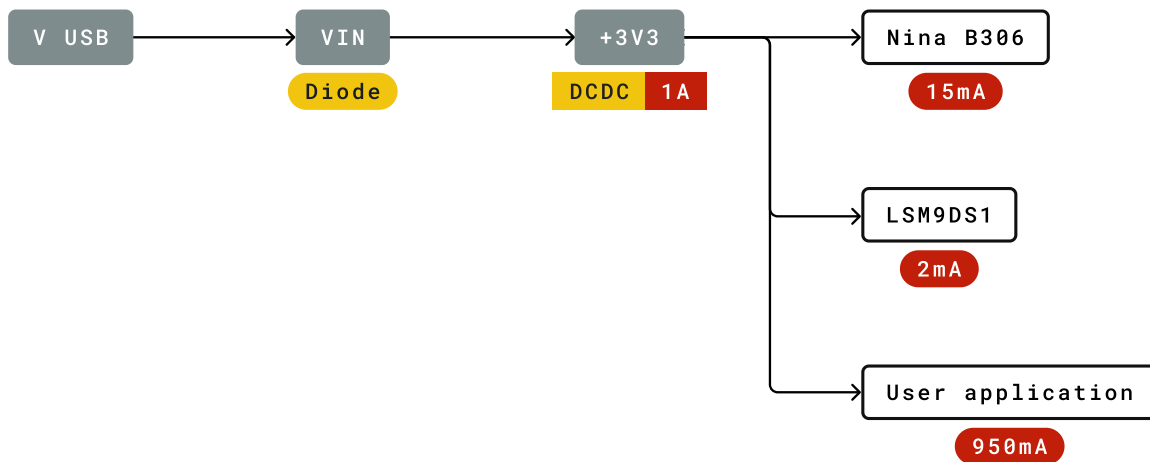 V USB
VIN
+3V3
Nina B306
Diode
DCDC
1A
15mA
LSM9DS1
2mA
User application
950mA